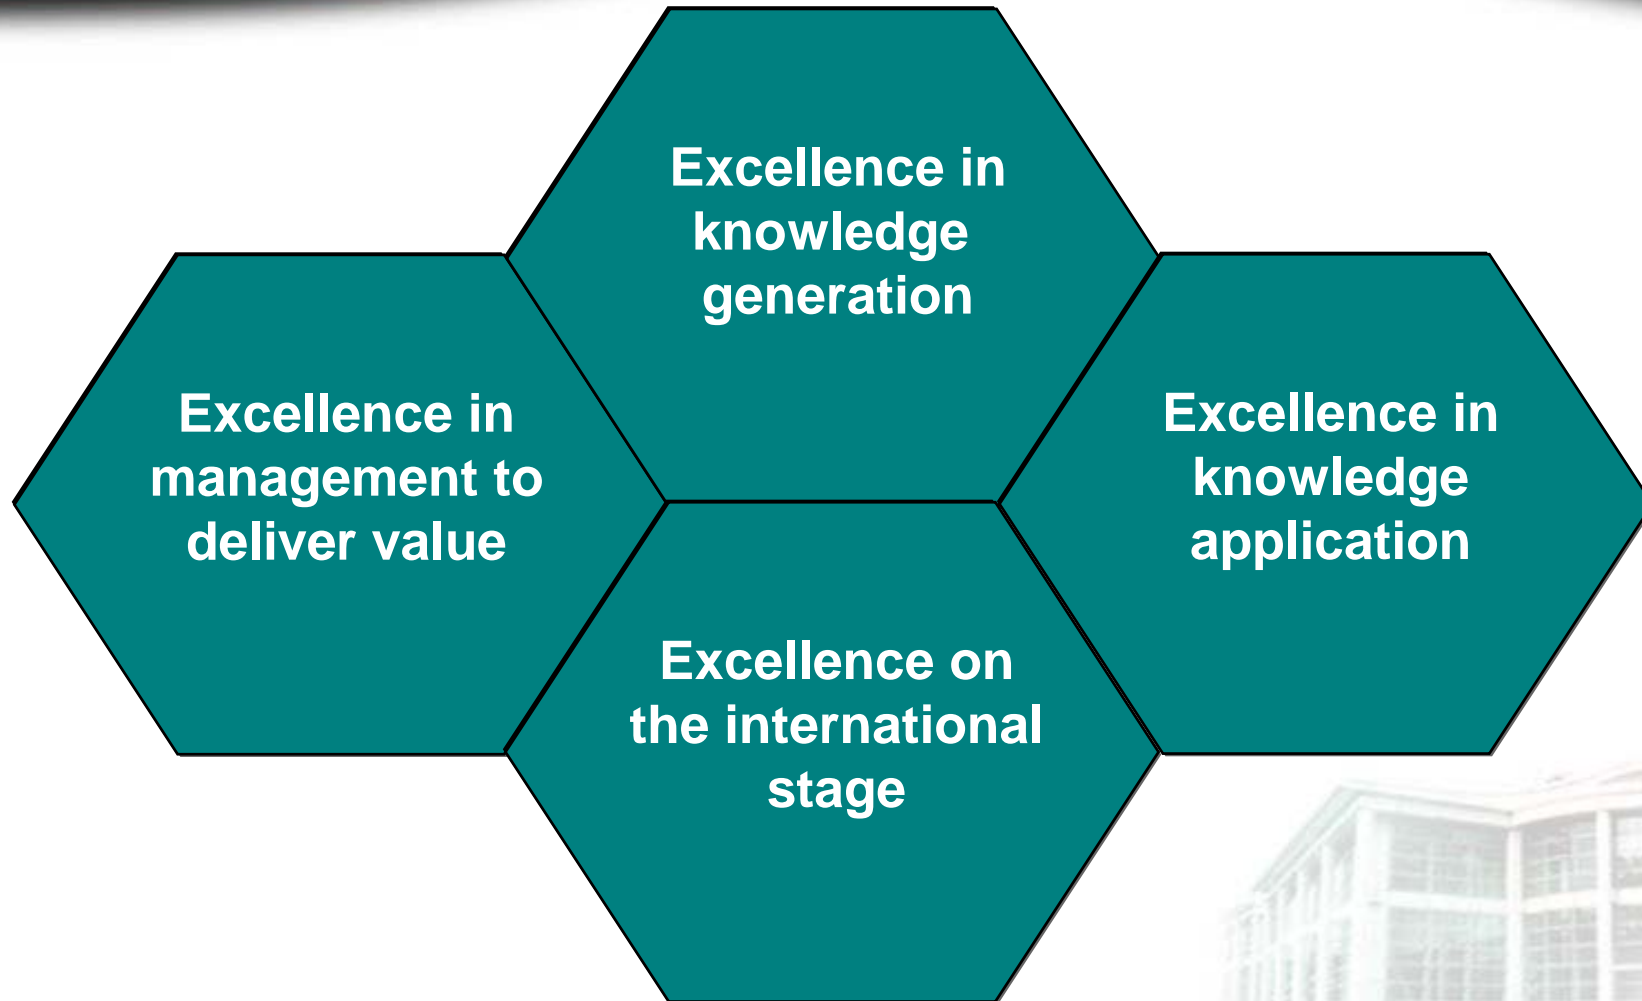 Excellence in
knowledge
generation
Excellence in
management to
deliver value
Excellence in
knowledge
application
Excellence on
the international
stage